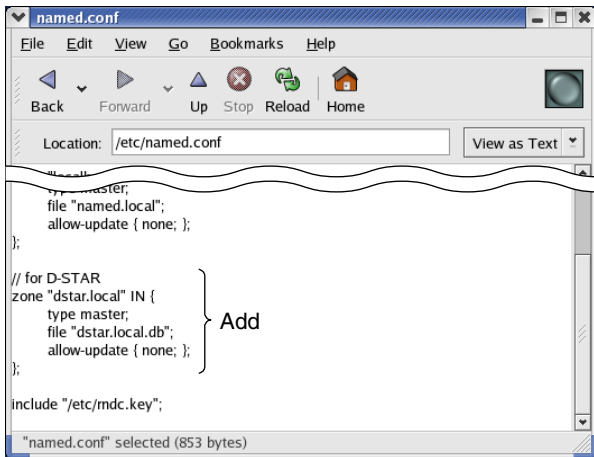 named.conf
File Edit View Go Bookmarks Help
Back Forward Up Stop Reload Home
Location: /etc/named.conf View as Text
type master;
file "named.local";
allow-update { none; };
};
// for D-STAR
zone "dstar.local" IN {
type master;
file "dstar.local.db";
allow-update { none; };
};
Add
include "/etc/rndc.key";
"named.conf" selected (853 bytes)